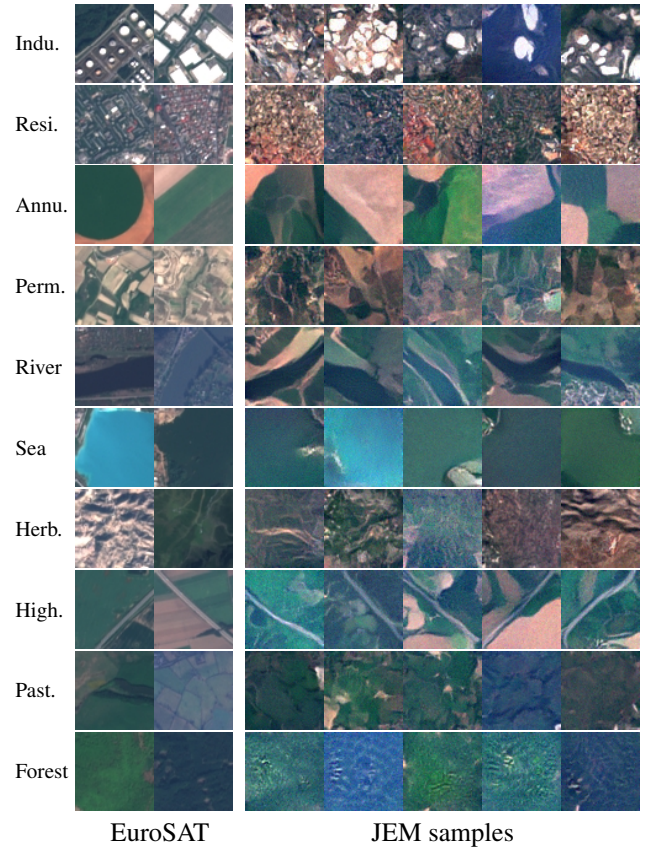 Indu.
Resi.
Annu.
Perm.
River
Sea
Herb.
High.
Past.
Forest
EuroSAT JEM samples